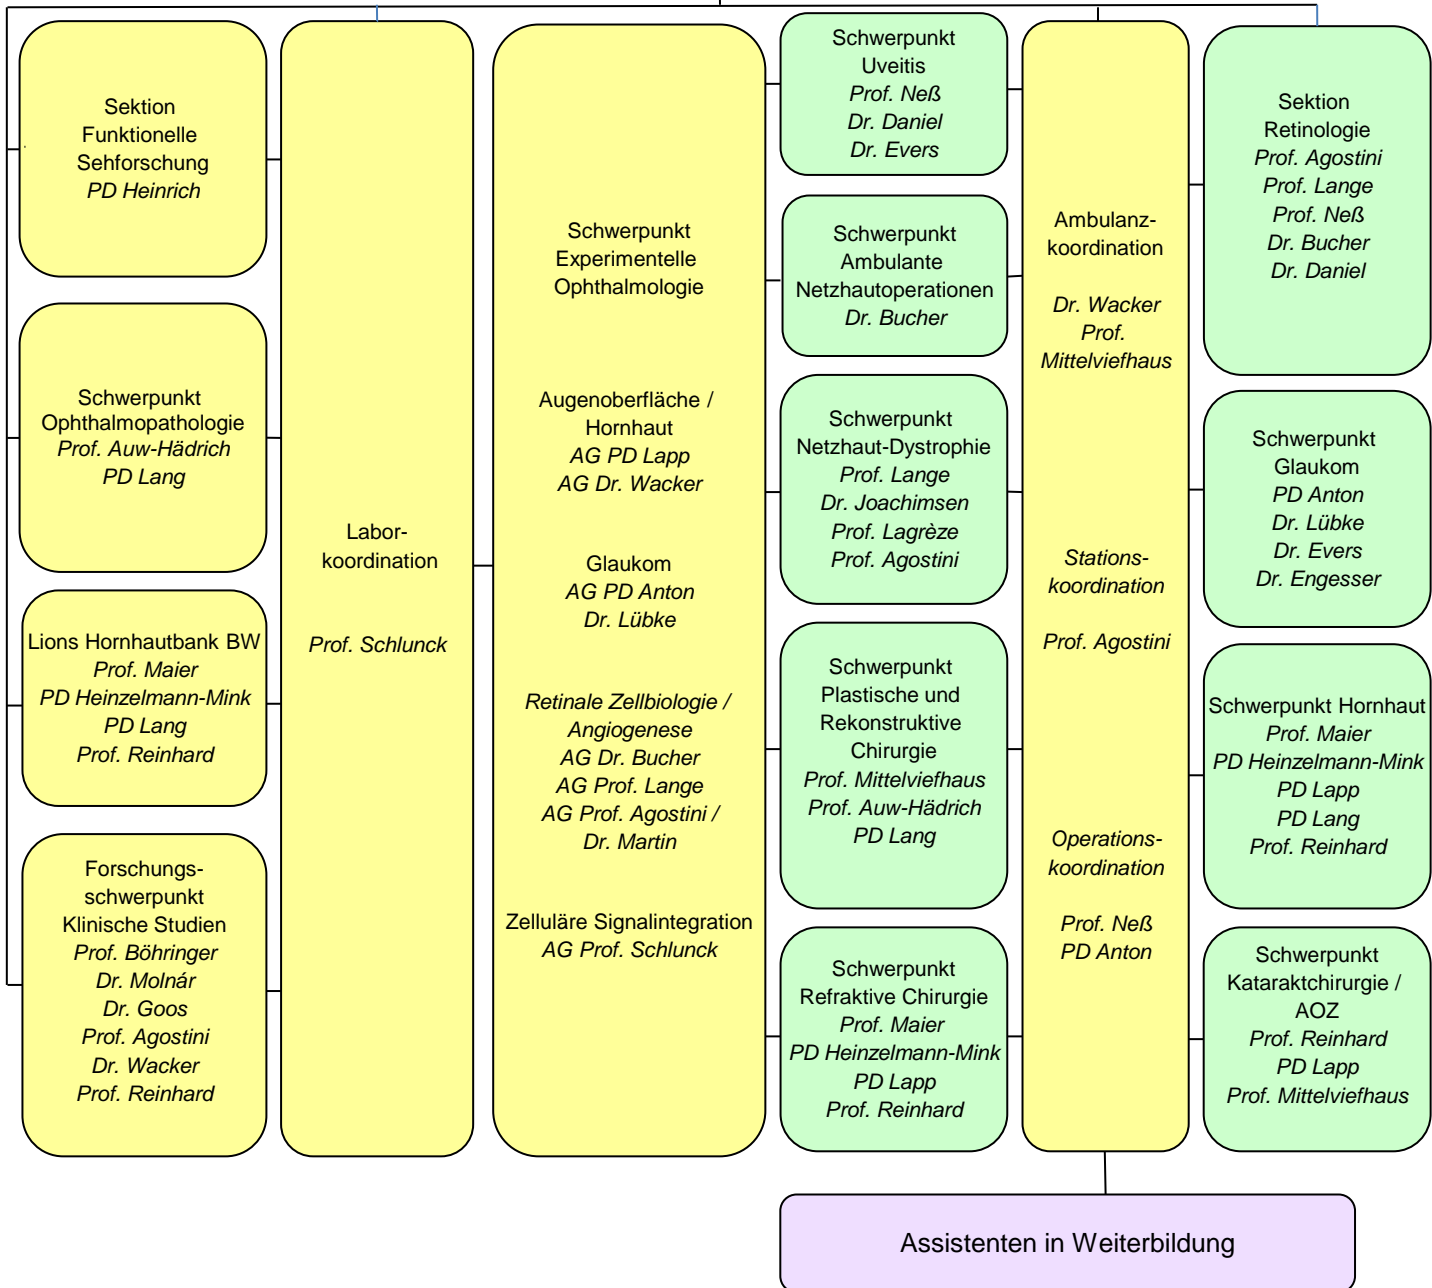 Sektion
Funktionelle
Sehforschung
PD Heinrich
Schwerpunkt
Ophthalmopathologie
Prof. Auw-Hädrich
PD Lang
Lions Hornhautbank BW
Prof. Maier
PD Heinzelmann-Mink
PD Lang
Prof. Reinhard
Forschungs-
schwerpunkt
Klinische Studien
Prof. Böhringer
Dr. Molnár
Dr. Goos
Prof. Agostini
Dr. Wacker
Prof. Reinhard
Labor-
koordination
Prof. Schlunck
Schwerpunkt
Experimentelle
Ophthalmologie
Augenoberfläche /
Hornhaut
AG PD Lapp
AG Dr. Wacker
Glaukom
AG PD Anton
Dr. Lübke
Retinale Zellbiologie /
Angiogenese
AG Dr. Bucher
AG Prof. Lange
AG Prof. Agostini /
Dr. Martin
Zelluläre Signalintegration
AG Prof. Schlunck
Schwerpunkt
Uveitis
Prof. Neß
Dr. Daniel
Dr. Evers
Schwerpunkt
Ambulante
Netzhautoperationen
Dr. Bucher
Schwerpunkt
Netzhaut-Dystrophie
Prof. Lange
Dr. Joachimsen
Prof. Lagrèze
Prof. Agostini
Schwerpunkt
Plastische und
Rekonstruktive
Chirurgie
Prof. Mittelviefhaus
Prof. Auw-Hädrich
PD Lang
Schwerpunkt
Refraktive Chirurgie
Prof. Maier
PD Heinzelmann-Mink
PD Lapp
Prof. Reinhard
Ambulanz-
koordination
Dr. Wacker
Prof.
Mittelviefhaus
Stations-
koordination
Prof. Agostini
Operations-
koordination
Prof. Neß
PD Anton
Sektion
Retinologie
Prof. Agostini
Prof. Lange
Prof. Neß
Dr. Bucher
Dr. Daniel
Schwerpunkt
Glaukom
PD Anton
Dr. Lübke
Dr. Evers
Dr. Engesser
Schwerpunkt Hornhaut
Prof. Maier
PD Heinzelmann-Mink
PD Lapp
PD Lang
Prof. Reinhard
Schwerpunkt
Kataraktchirurgie /
AOZ
Prof. Reinhard
PD Lapp
Prof. Mittelviefhaus
Assistenten in Weiterbildung